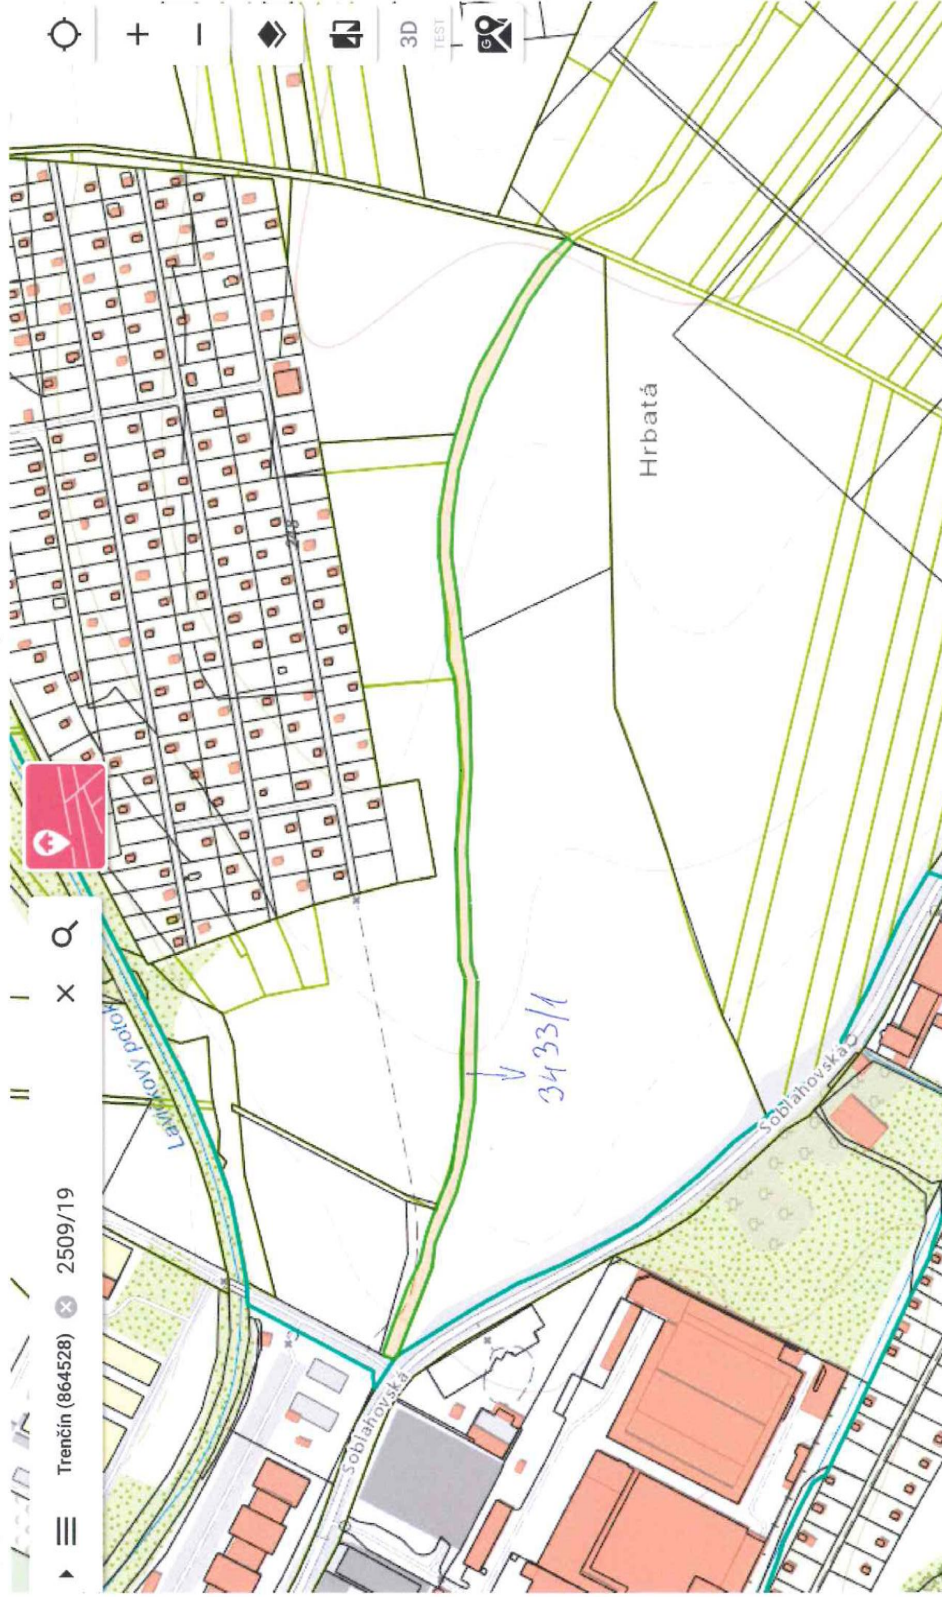 Trenčín (864528)
2509/19
3D
TEST
G
Lavičkový potok
Hrbatá
3433/1
Soblahovská
Soblahovská